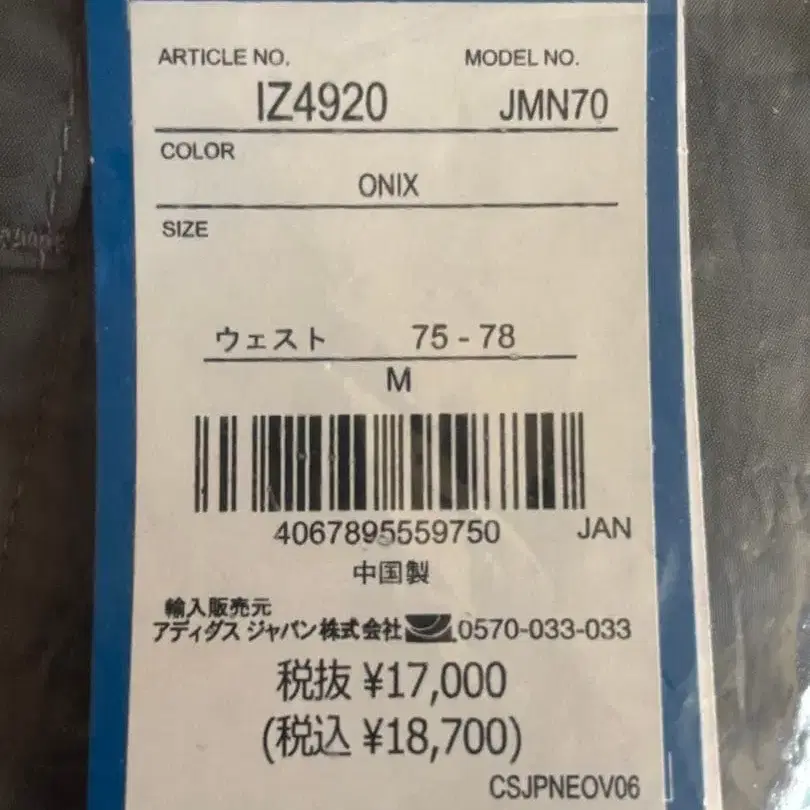 ARTICLE NO. MODEL NO.
IZ4920 JMN70
COLOR
ONIX
SIZE
ウェスト 75 - 78
M
4067895559750 JAN
中国製
輸入販売元
アディダス ジャパン株式会社 0570-033-033
税抜 ¥17,000
(税込 ¥18,700)
CSJPNEOV06